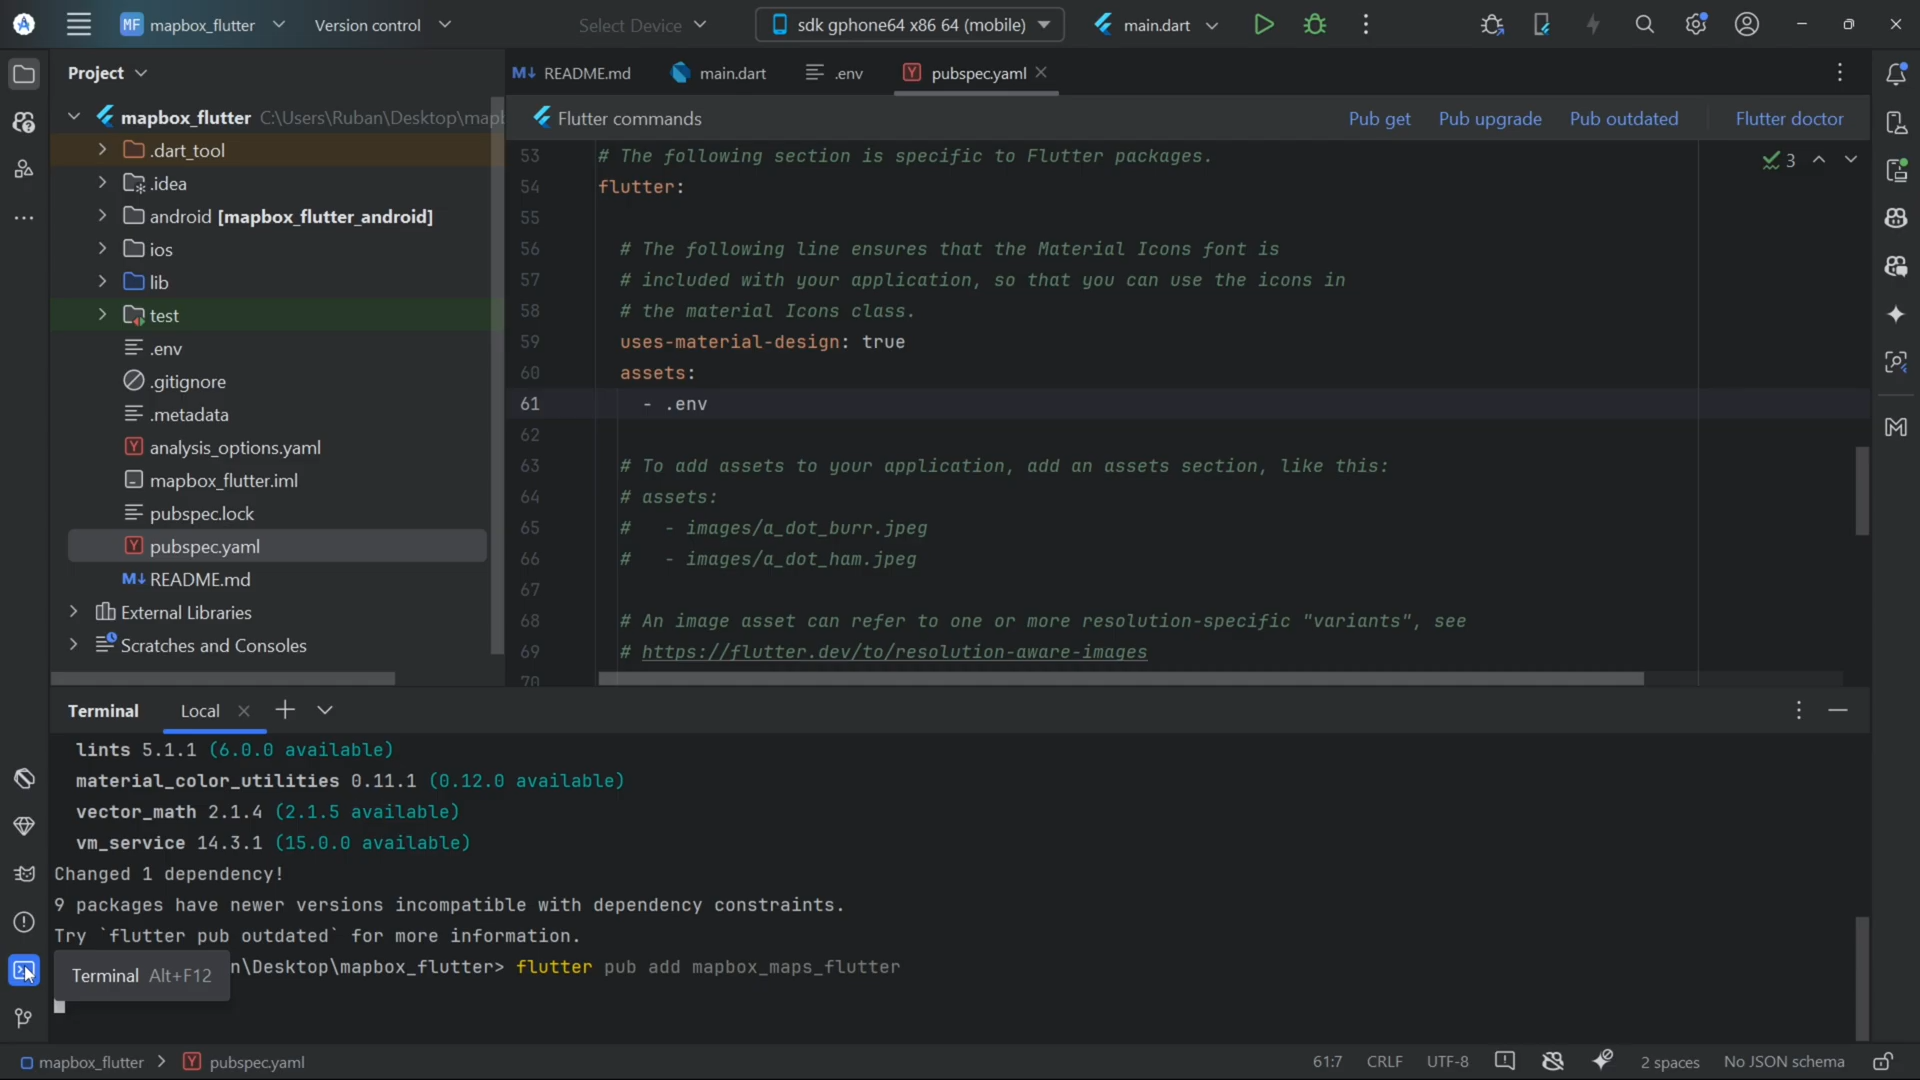 MF mapbox_flutter
Version control
Select Device
sdk gphone64 x86 64 (mobile)
main.dart
Project
M↓ README.md
main.dart
.env
pubspec.yaml
mapbox_flutter C:\Users\Ruban\Desktop\mapb
.dart_tool
.idea
android [mapbox_flutter_android]
ios
lib
test
.env
.gitignore
.metadata
analysis_options.yaml
mapbox_flutter.iml
pubspec.lock
pubspec.yaml
M↓ README.md
External Libraries
Scratches and Consoles
Flutter commands
Pub get
Pub upgrade
Pub outdated
Flutter doctor
3
53 # The following section is specific to Flutter packages.
54 flutter:
55
56 # The following line ensures that the Material Icons font is
57 # included with your application, so that you can use the icons in
58 # the material Icons class.
59 uses-material-design: true
60 assets:
61 - .env
62
63 # To add assets to your application, add an assets section, like this:
64 # assets:
65 # - images/a_dot_burr.jpeg
66 # - images/a_dot_ham.jpeg
67
68 # An image asset can refer to one or more resolution-specific "variants", see
69 # https://flutter.dev/to/resolution-aware-images
70
Terminal
Local
lints 5.1.1 (6.0.0 available)
material_color_utilities 0.11.1 (0.12.0 available)
vector_math 2.1.4 (2.1.5 available)
vm_service 14.3.1 (15.0.0 available)
Changed 1 dependency!
9 packages have newer versions incompatible with dependency constraints.
Try `flutter pub outdated` for more information.
n\Desktop\mapbox_flutter> flutter pub add mapbox_maps_flutter
Terminal Alt+F12
mapbox_flutter > pubspec.yaml
61:7
CRLF
UTF-8
2 spaces
No JSON schema